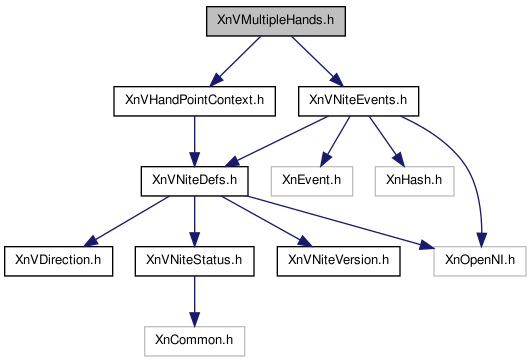 XnVMultipleHands.h
XnVHandPointContext.h
XnVNiteEvents.h
XnVNiteDefs.h
XnEvent.h
XnHash.h
XnVDirection.h
XnVNiteStatus.h
XnVNiteVersion.h
XnOpenNI.h
XnCommon.h